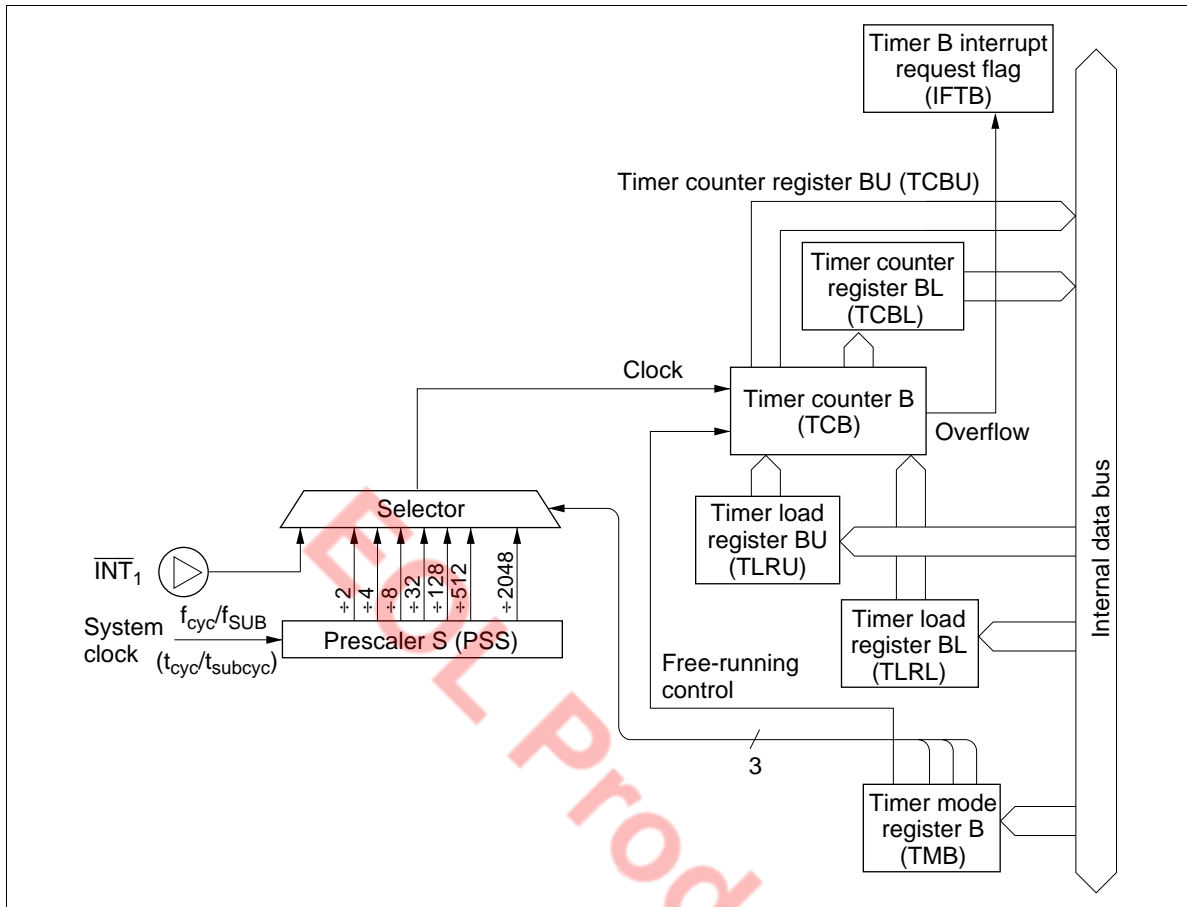 Timer B interrupt
request flag
(IFTB)
Timer counter register BU (TCBU)
Timer counter
register BL
(TCBL)
Clock
Timer counter B
(TCB)
Overflow
Selector
Timer load
register BU
(TLRU)
INT1
÷2
÷4
÷8
÷32
÷128
÷512
÷2048
System
clock
fcyc/fSUB
(tcyc/tsubcyc)
Prescaler S (PSS)
Timer load
register BL
(TLRL)
Free-running
control
3
Timer mode
register B
(TMB)
Internal data bus
EOL Prod